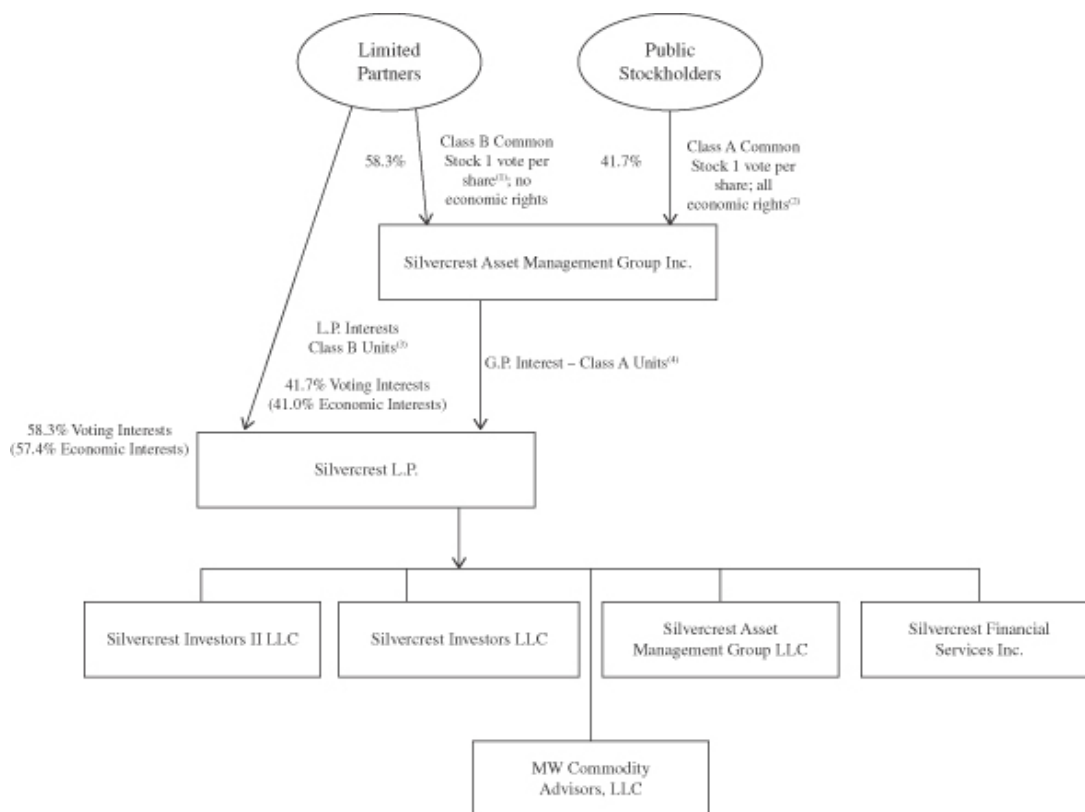 Limited
Partners
Public
Stockholders
58.3%
Class B Common
Stock 1 vote per
share(1); no
economic rights
41.7%
Class A Common
Stock 1 vote per
share; all
economic rights(2)
Silvercrest Asset Management Group Inc.
L.P. Interests
Class B Units(3)
G.P. Interest – Class A Units(4)
41.7% Voting Interests
(41.0% Economic Interests)
58.3% Voting Interests
(57.4% Economic Interests)
Silvercrest L.P.
Silvercrest Investors II LLC
Silvercrest Investors LLC
Silvercrest Asset
Management Group LLC
Silvercrest Financial
Services Inc.
MW Commodity
Advisors, LLC